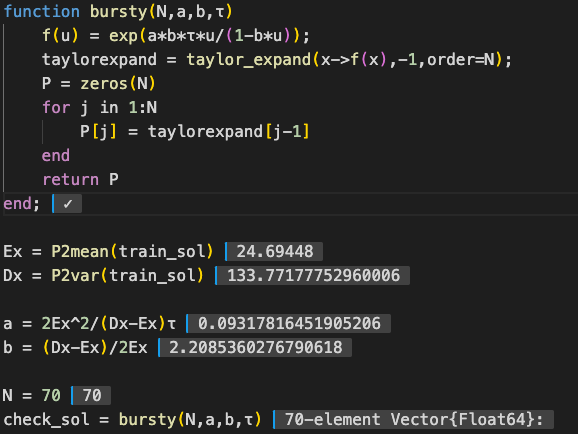 function bursty(N,a,b,τ)
    f(u) = exp(a*b*τ*u/(1-b*u));
    taylorexpand = taylor_expand(x->f(x),-1,order=N);
    P = zeros(N)
    for j in 1:N
        P[j] = taylorexpand[j-1]
    end
    return P
end; ✓
Ex = P2mean(train_sol) 24.69448
Dx = P2var(train_sol) 133.77177752960006
a = 2Ex^2/(Dx-Ex)τ 0.09317816451905206
b = (Dx-Ex)/2Ex 2.2085360276790618
N = 70 70
check_sol = bursty(N,a,b,τ) 70-element Vector{Float64}: